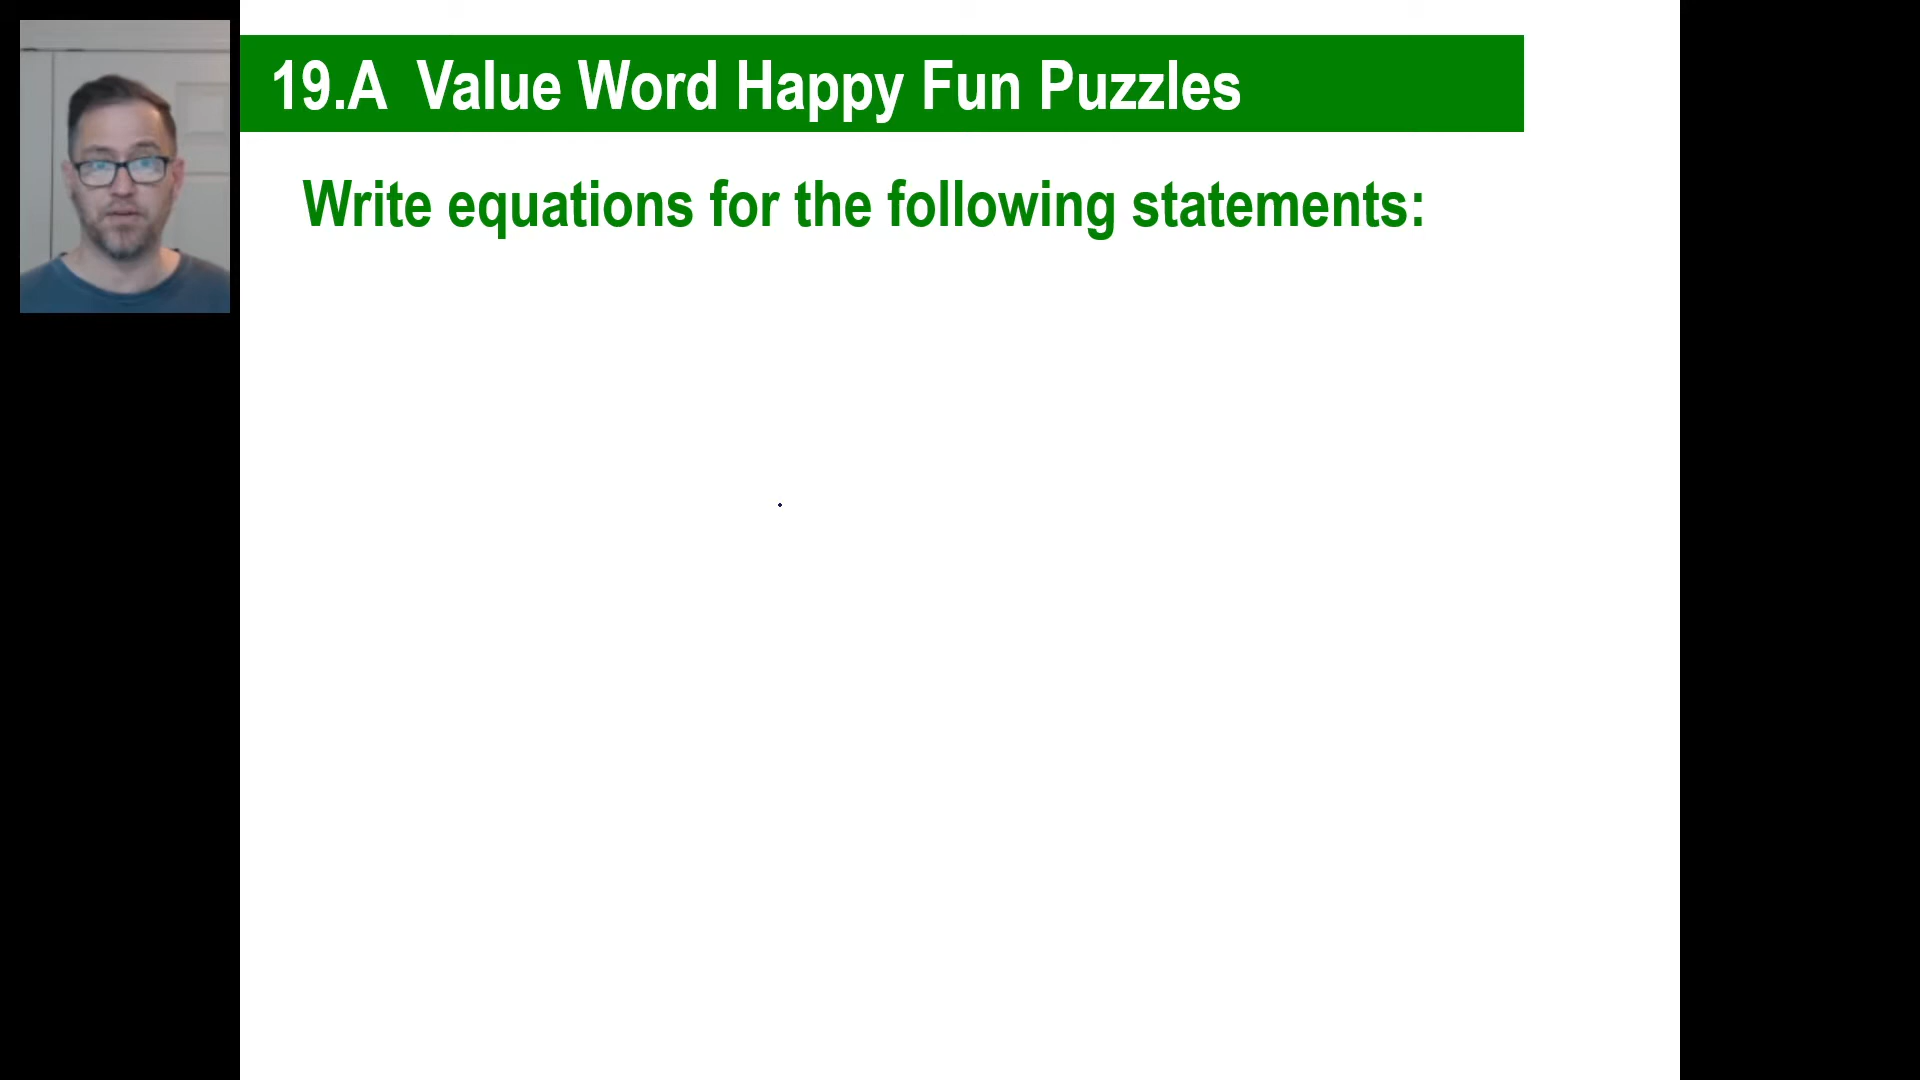 19.A Value Word Happy Fun Puzzles
Write equations for the following statements: